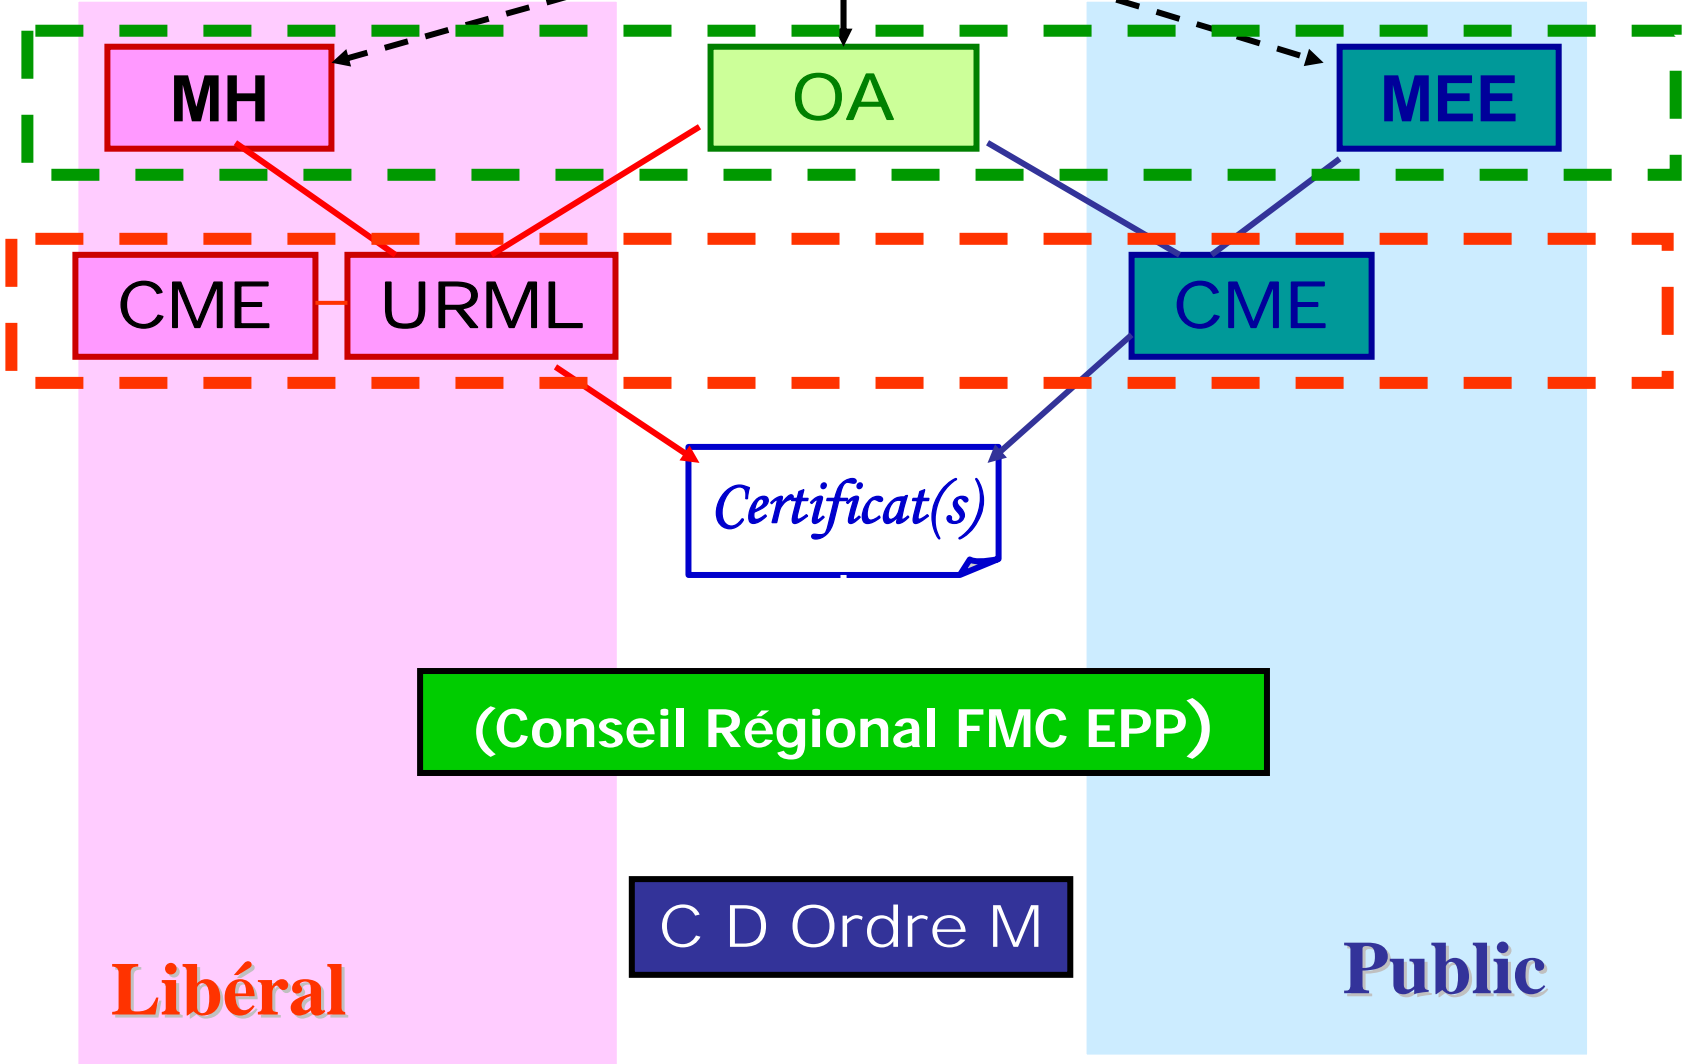 MH
OA
MEE
CME
URML
CME
Certificat(s)
(Conseil Régional FMC EPP)
C D Ordre M
Libéral
Public